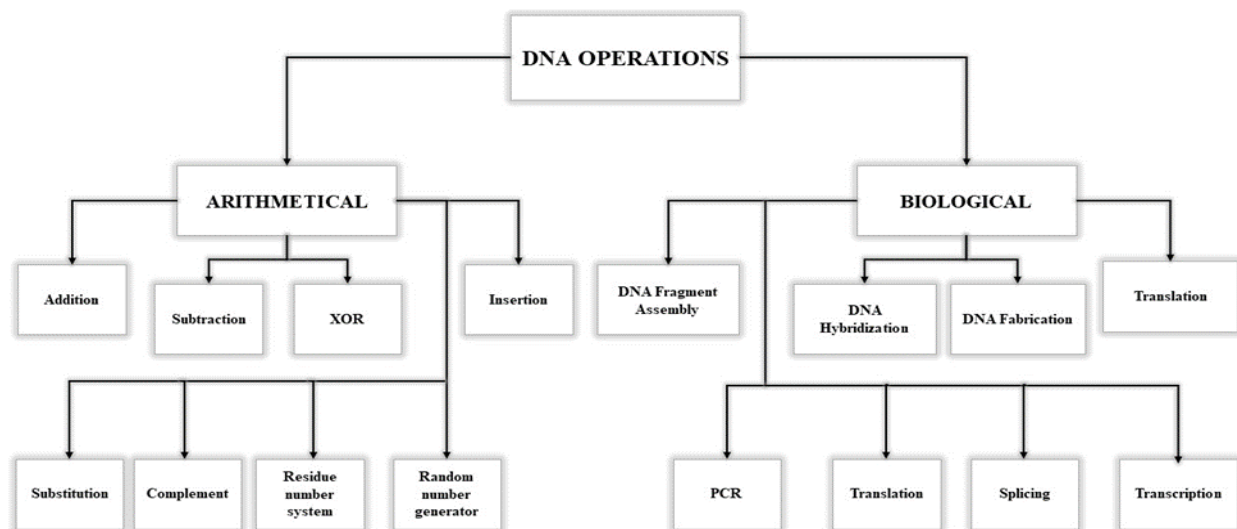 DNA OPERATIONS
ARITHMETICAL
BIOLOGICAL
Addition
Subtraction
XOR
Insertion
DNA Fragment
Assembly
DNA
Hybridization
DNA Fabrication
Translation
Substitution
Complement
Residue
number
system
Random
number
generator
PCR
Translation
Splicing
Transcription